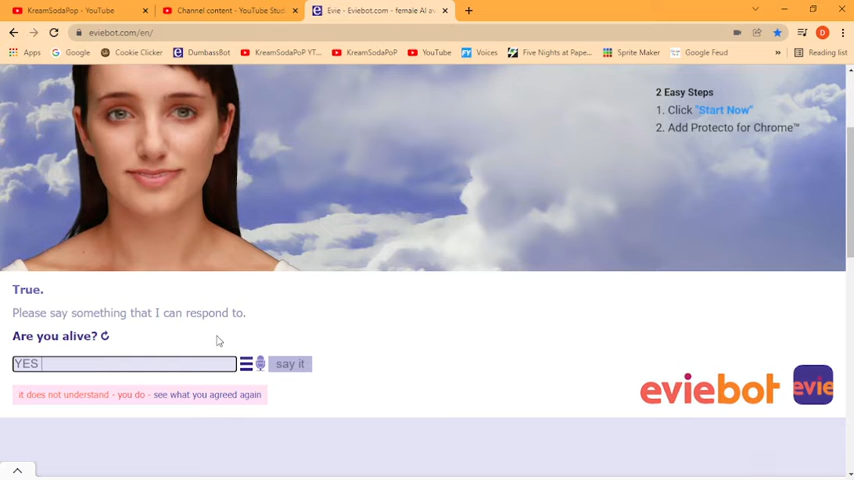 KreamSodaPop - YouTube
Channel content - YouTube Stud
Evie - Eviebot.com - female AI av
eviebot.com/en/
D
Apps
Google
Cookie Clicker
DumbassBot
KreamSodaPoP YT...
KreamSodaPoP
YouTube
Voices
Five Nights at Pape...
Sprite Maker
Google Feud
»
Reading list
2 Easy Steps
1. Click "Start Now"
2. Add Protecto for Chrome™
True.
Please say something that I can respond to.
Are you alive?
YES
say it
it does not understand - you do - see what you agreed again
eviebot
evie